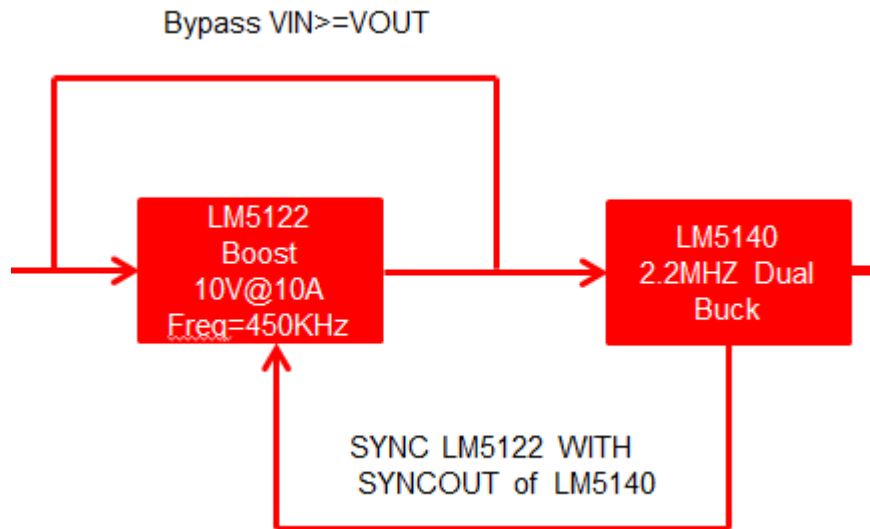 Bypass VIN>=VOUT
LM5122
Boost
10V@10A
Freq=450KHz
LM5140
2.2MHZ Dual
Buck
SYNC LM5122 WITH
SYNCOUT of LM5140